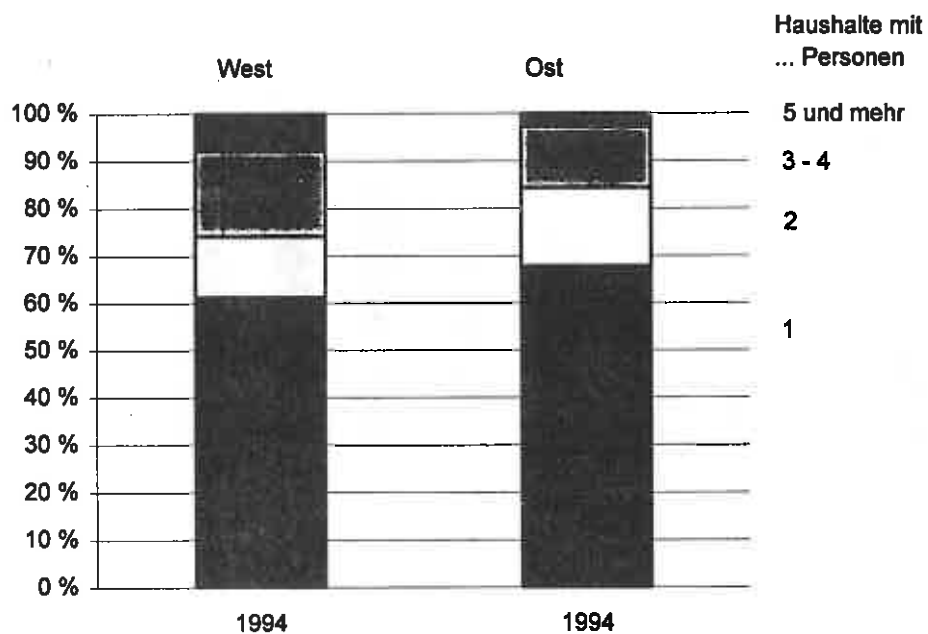 Haushalte mit
... Personen
West
Ost
100 %
5 und mehr
90 %
3 - 4
80 %
2
70 %
60 %
1
50 %
40 %
30 %
20 %
10 %
0 %
1994
1994